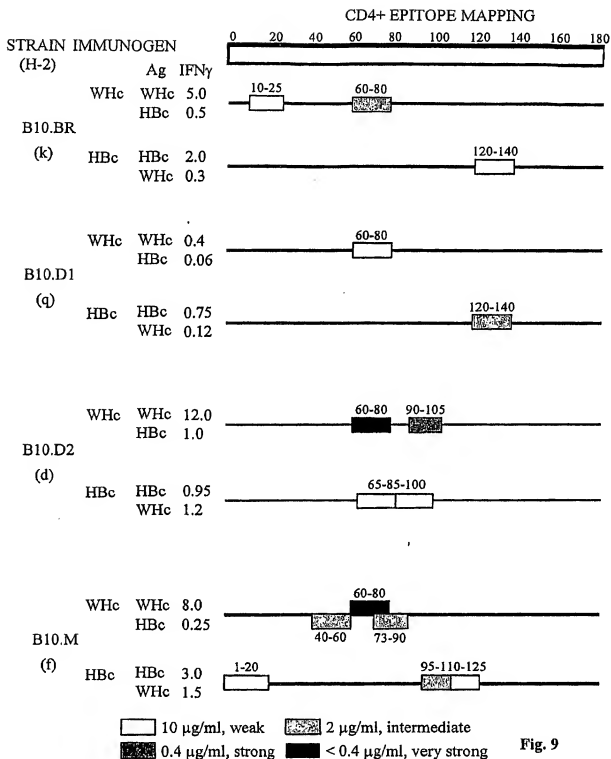 CD4+ EPITOPE MAPPING
STRAIN IMMUNOGEN
(H-2)
0 20 40 60 80 100 120 140 160 180
Ag IFNγ
WHc WHc 5.0
HBc 0.5
10-25 60-80
B10.BR
(k)
HBc HBc 2.0
WHc 0.3
120-140
WHc WHc 0.4
HBc 0.06
60-80
B10.D1
(q)
HBc HBc 0.75
WHc 0.12
120-140
WHc WHc 12.0
HBc 1.0
60-80 90-105
B10.D2
(d)
HBc HBc 0.95
WHc 1.2
65-85-100
WHc WHc 8.0
HBc 0.25
60-80
40-60 73-90
B10.M
(f)
HBc HBc 3.0
WHc 1.5
1-20 95-110-125
10 µg/ml, weak 2 µg/ml, intermediate
0.4 µg/ml, strong < 0.4 µg/ml, very strong
Fig. 9